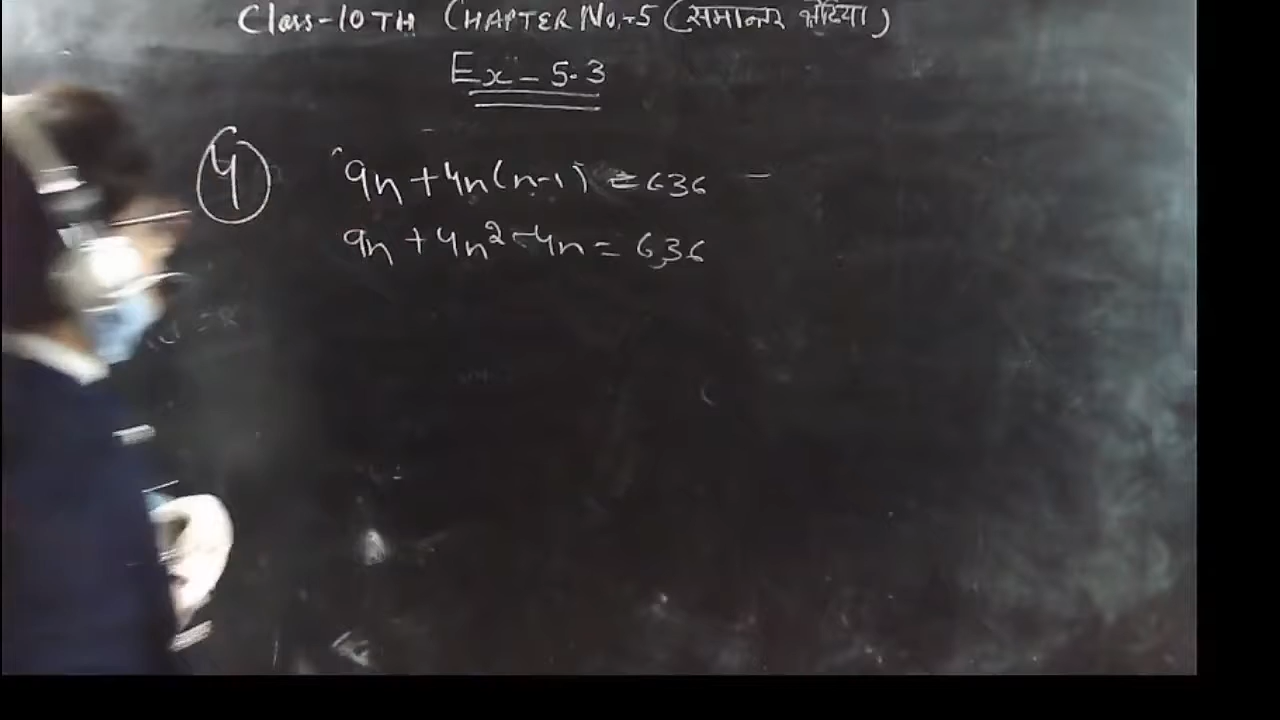 Class-10TH CHAPTER No.-5 (समान्तर श्रेढियां)
Ex-5.3
4 9n+4n(n-1) = 636
9n+4n²-4n = 636